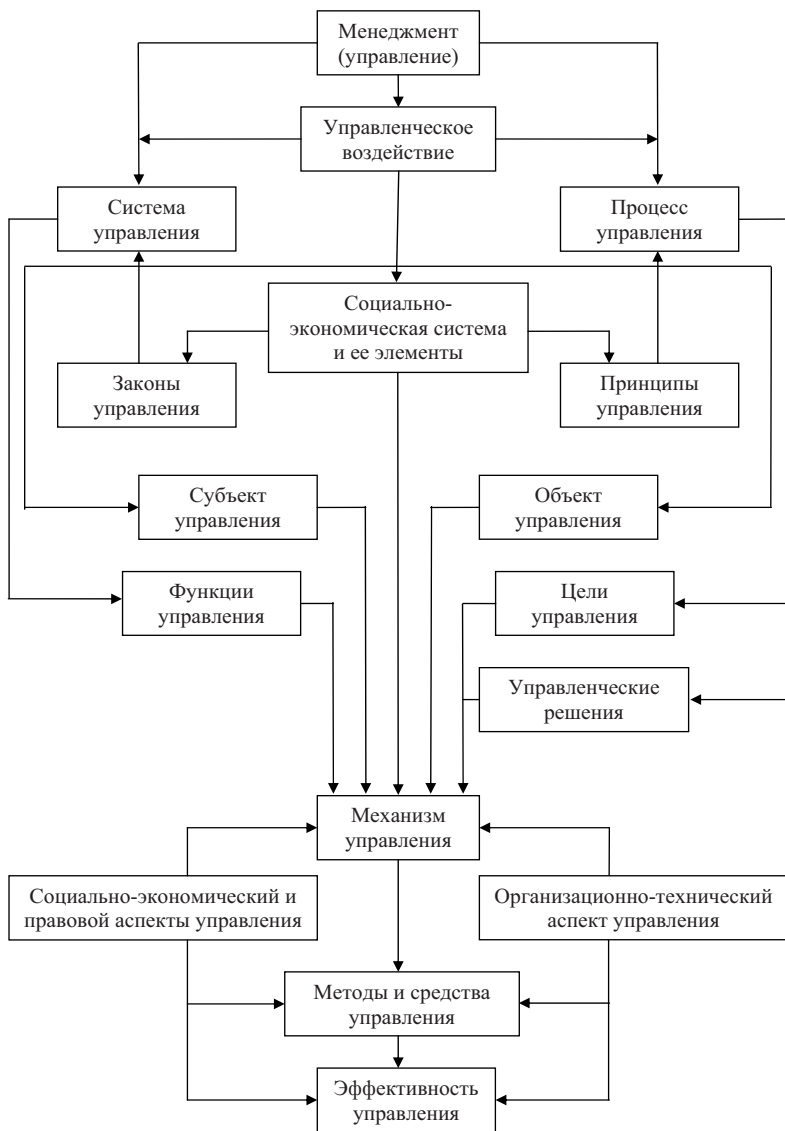 Менеджмент
(управление)
Управленческое
воздействие
Система
управления
Процесс
управления
Социально-
экономическая система
и ее элементы
Законы
управления
Принципы
управления
Субъект
управления
Объект
управления
Функции
управления
Цели
управления
Управленческие
решения
Механизм
управления
Социально-экономический и
правовой аспекты управления
Организационно-технический
аспект управления
Методы и средства
управления
Эффективность
управления